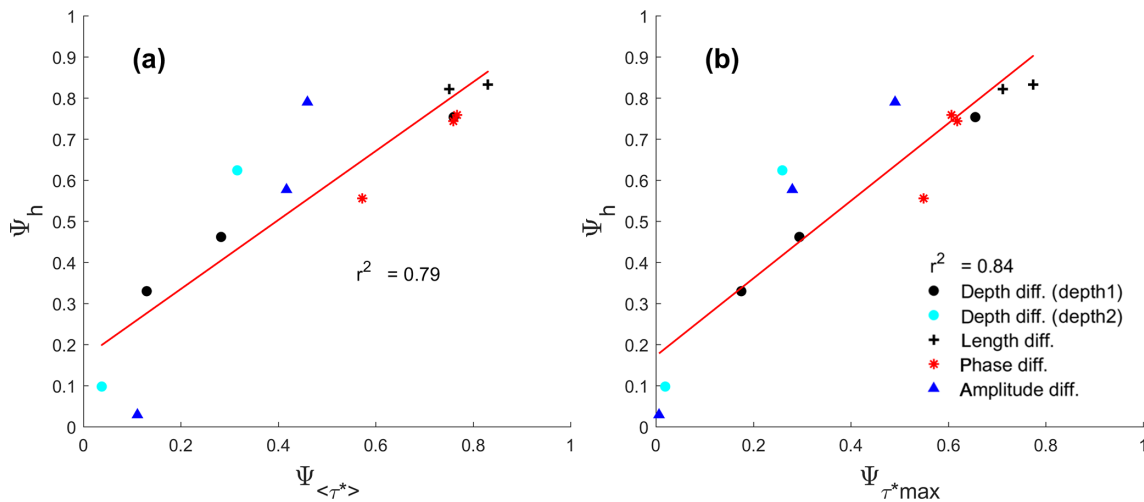 (a)
1
0.9
0.8
0.7
0.6
0.5
0.4
0.3
0.2
0.1
0
Ψh
r2 = 0.79
0 0.2 0.4 0.6 0.8 1
Ψ<τ*>
(b)
1
0.9
0.8
0.7
0.6
0.5
0.4
0.3
0.2
0.1
0
Ψh
r2 = 0.84
Depth diff. (depth1)
Depth diff. (depth2)
Length diff.
Phase diff.
Amplitude diff.
0 0.2 0.4 0.6 0.8 1
Ψτ*max